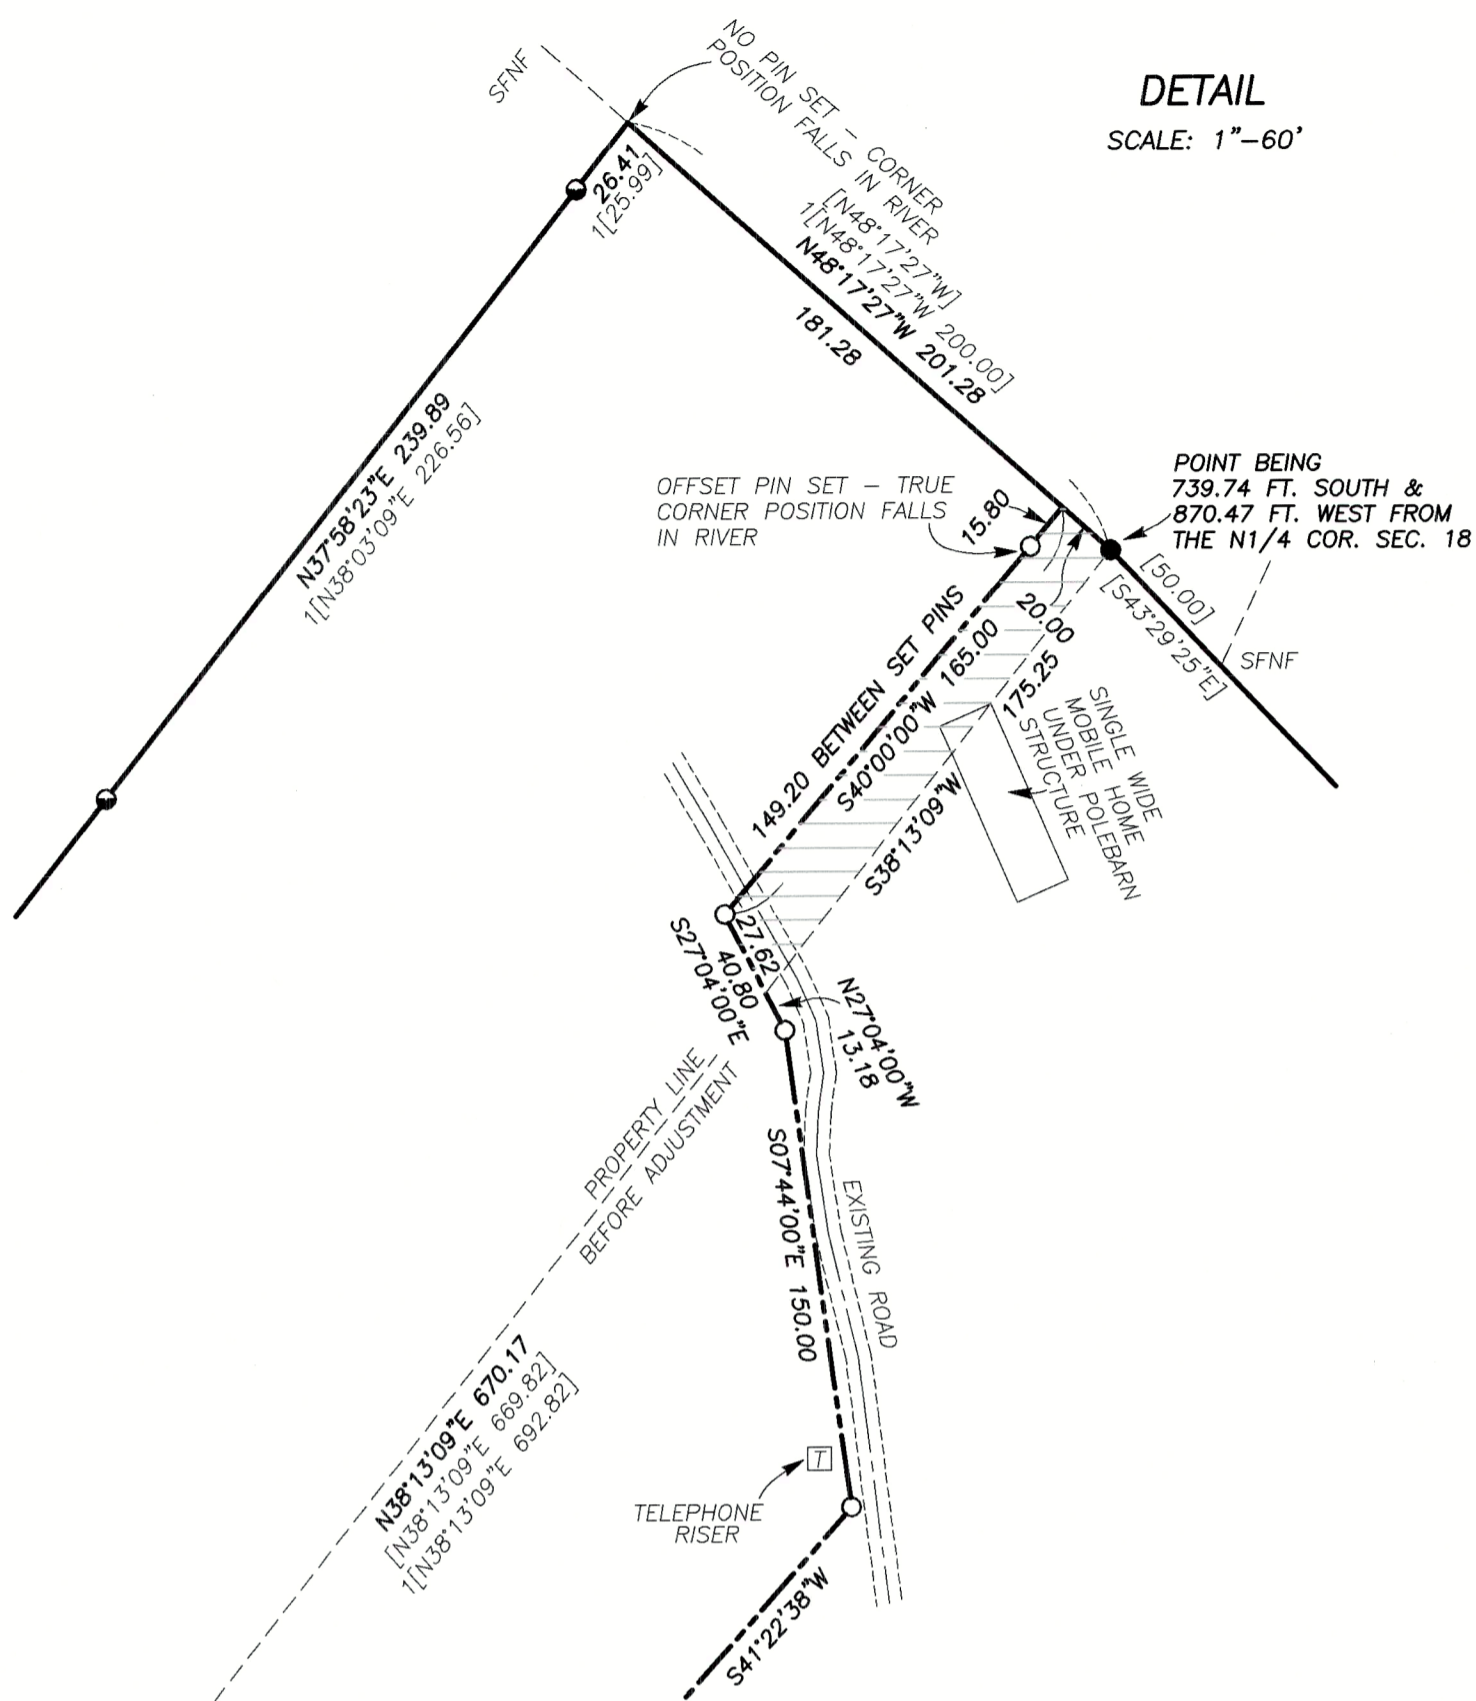 DETAIL
SCALE: 1"-60'
SFNF
NO PIN SET – CORNER
POSITION FALLS IN RIVER
26.41
1[25.99]
[N48°17'27"W]
1[N48°17'27"W 200.00]
N48°17'27"W 201.28
181.28
N37°58'23"E 239.89
1[N38°03'09"E 226.56]
OFFSET PIN SET – TRUE
CORNER POSITION FALLS
IN RIVER
15.80
POINT BEING
739.74 FT. SOUTH &
870.47 FT. WEST FROM
THE N1/4 COR. SEC. 18
[50.00]
[S43°29'25"E]
SFNF
20.00
149.20 BETWEEN SET PINS
S40°00'00"W 165.00
175.25
S38°13'09"W
SINGLE WIDE
MOBILE HOME
UNDER POLEBARN
STRUCTURE
27.62
40.80
S27°04'00"E
N27°04'00"W
13.18
PROPERTY LINE
BEFORE ADJUSTMENT
S07°44'00"E 150.00
EXISTING ROAD
N38°13'09"E 670.17
[N38°13'09"E 669.82]
1[N38°13'09"E 692.82]
T
TELEPHONE
RISER
S41°22'38"W